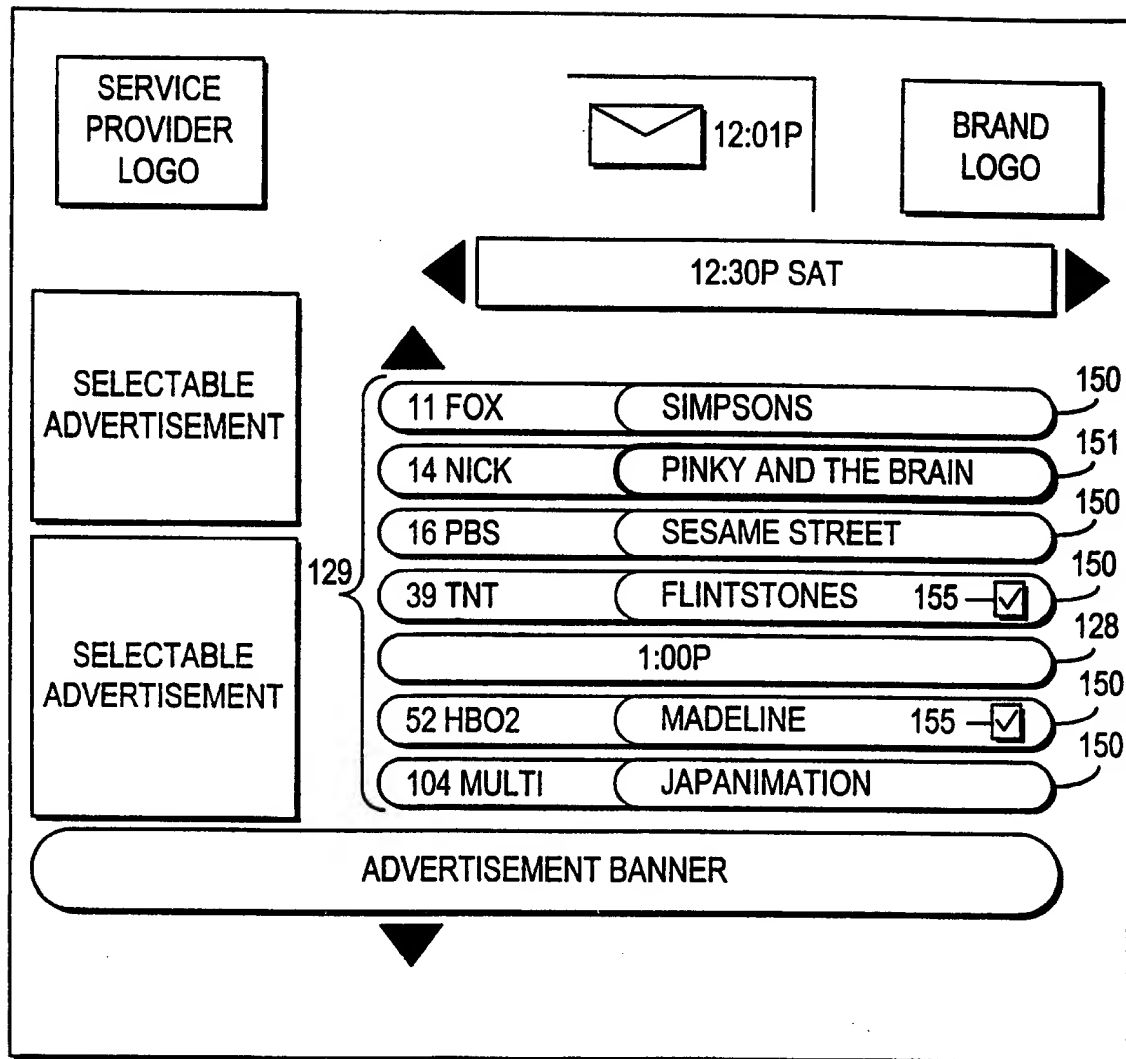 SERVICE
PROVIDER
LOGO
12:01P
BRAND
LOGO
12:30P SAT
SELECTABLE
ADVERTISEMENT
SELECTABLE
ADVERTISEMENT
129
11 FOX SIMPSONS 150
14 NICK PINKY AND THE BRAIN 151
16 PBS SESAME STREET 150
39 TNT FLINTSTONES 155 150
1:00P 128
52 HBO2 MADELINE 155 150
104 MULTI JAPANIMATION 150
ADVERTISEMENT BANNER